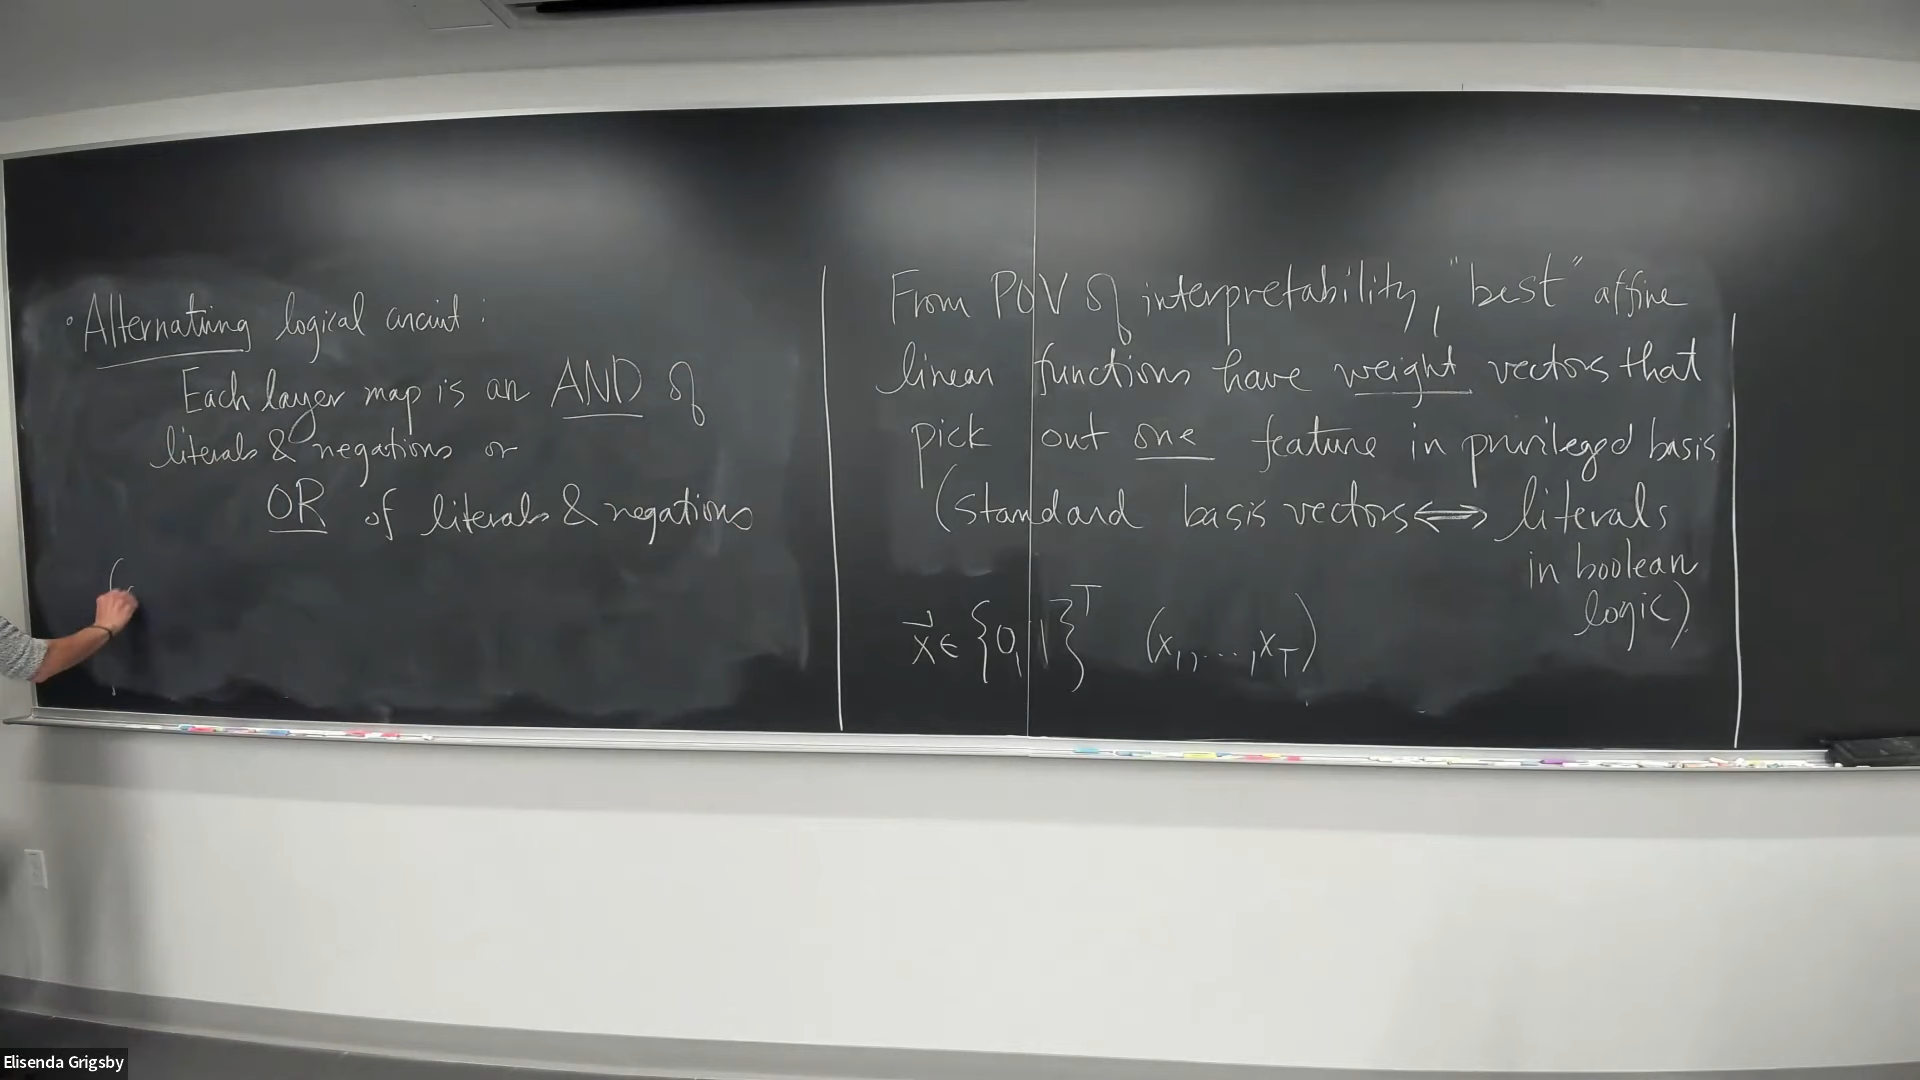 • Alternating logical circuit :
Each layer map is an AND of
literals & negations or
OR of literals & negations
From POV of interpretability, "best" affine
linear functions have weight vectors that
pick out one feature in privileged basis
(standard basis vectors ⟺ literals
in boolean
logic)
x⃗ ∈ {0,1}^T (x₁, ..., x_T)
Elisenda Grigsby